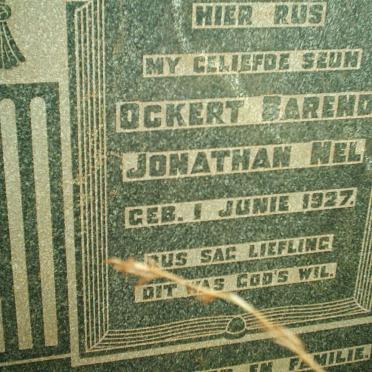 HIER RUS
MY GELIEFDE SEUN
OCKERT BAREND
JONATHAN NEL
GEB. 1 JUNIE 1927.
RUS SAG LIEFLING
DIT WAS GOD'S WIL.
EN FAMILIE.